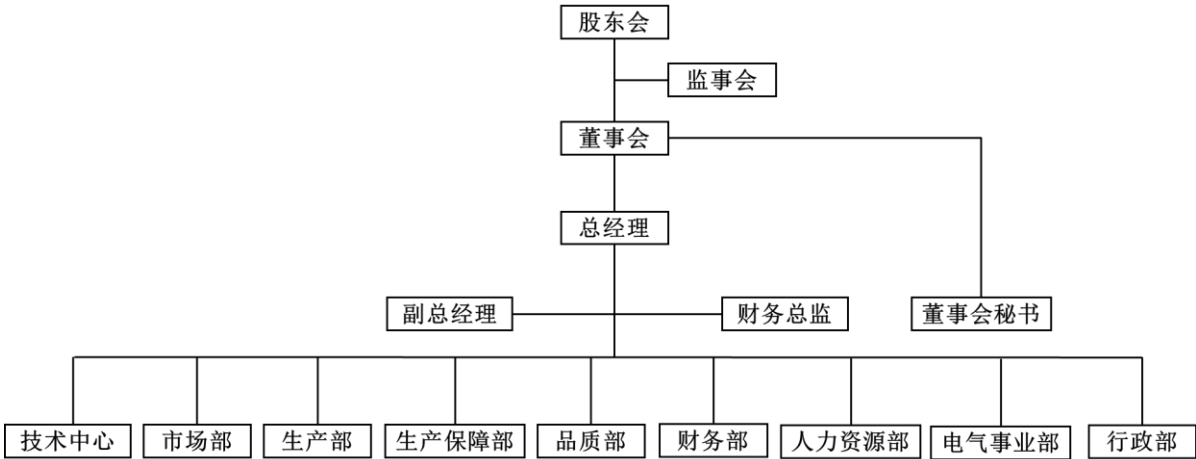 股东会
监事会
董事会
总经理
副总经理
财务总监
董事会秘书
技术中心
市场部
生产部
生产保障部
品质部
财务部
人力资源部
电气事业部
行政部